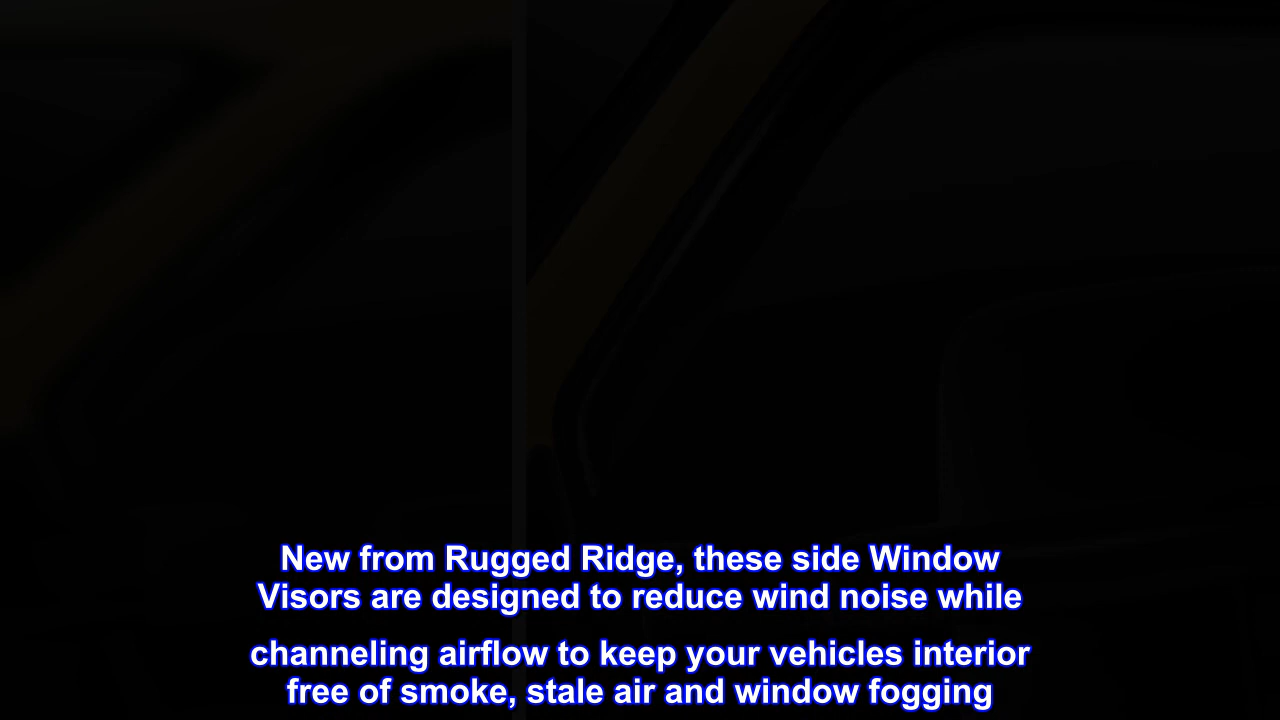 New from Rugged Ridge, these side Window
Visors are designed to reduce wind noise while
channeling airflow to keep your vehicles interior
free of smoke, stale air and window fogging